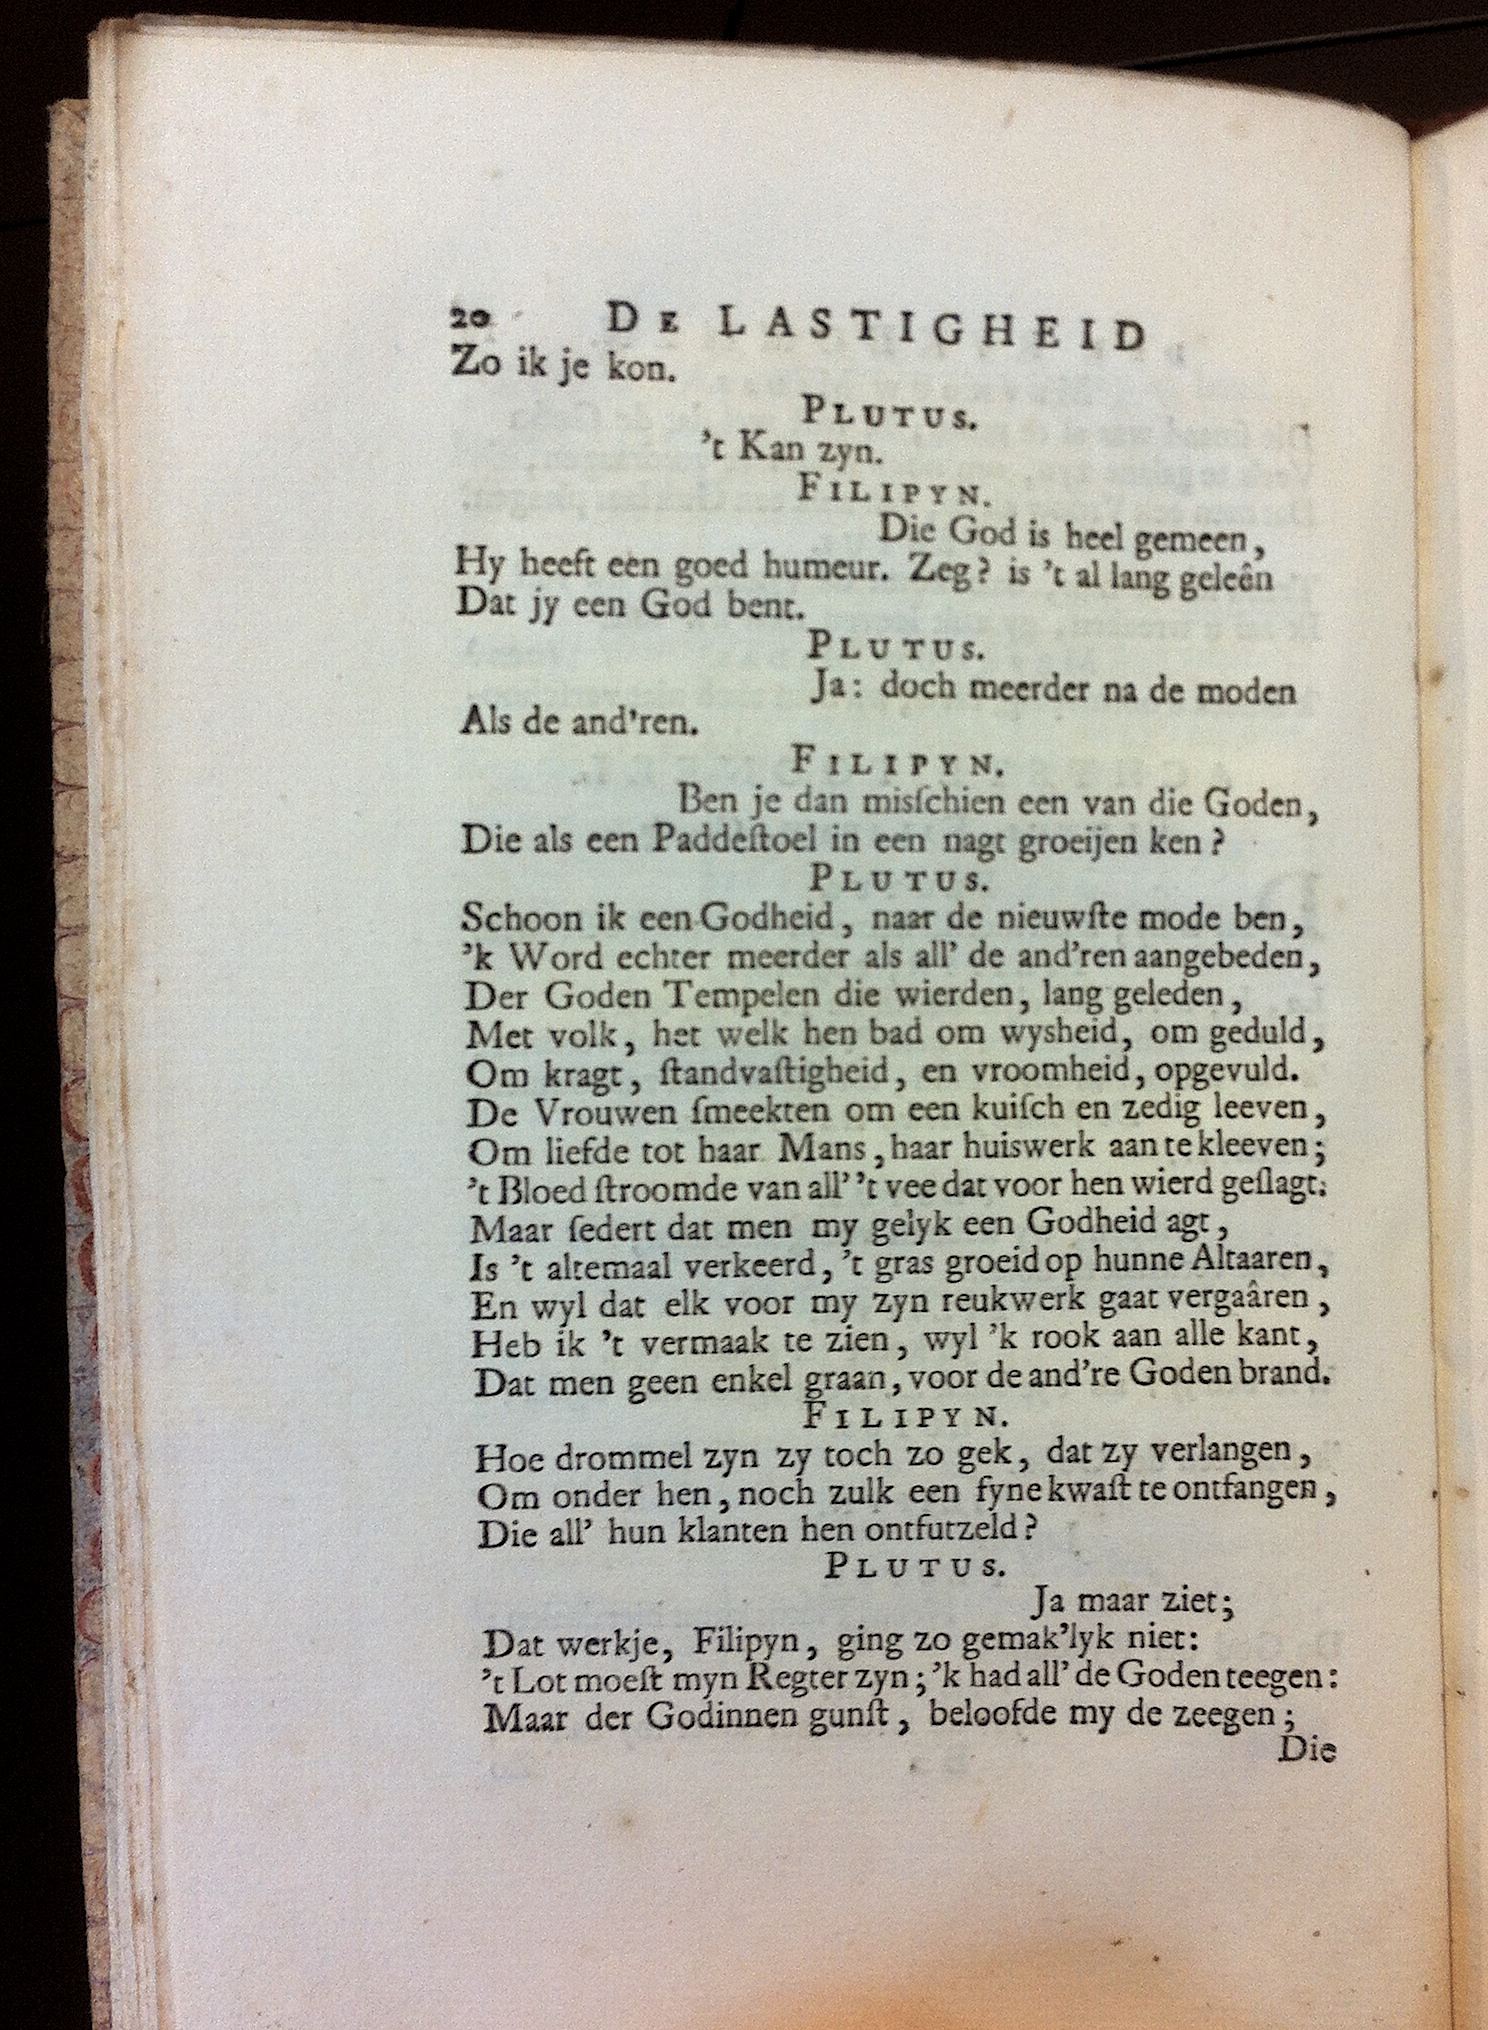 20 DE LASTIGHEID
Zo ik je kon.
PLUTUS.
’t Kan zyn.
FILIPYN.
Die God is heel gemeen,
Hy heeft een goed humeur. Zeg? is ’t al lang geleên
Dat jy een God bent.
PLUTUS.
Ja: doch meerder na de moden
Als de and’ren.
FILIPYN.
Ben je dan misſchien een van die Goden,
Die als een Paddeſtoel in een nagt groeijen ken?
PLUTUS.
Schoon ik een Godheid, naar de nieuwſte mode ben,
’k Word echter meerder als all’ de and’ren aangebeden,
Der Goden Tempelen die wierden, lang geleden,
Met volk, het welk hen bad om wysheid, om geduld,
Om kragt, ſtandvaſtigheid, en vroomheid, opgevuld.
De Vrouwen ſmeekten om een kuiſch en zedig leeven,
Om liefde tot haar Mans, haar huiswerk aan te kleeven;
’t Bloed ſtroomde van all’ ’t vee dat voor hen wierd geſlagt.
Maar ſedert dat men my gelyk een Godheid agt,
Is ’t altemaal verkeerd, ’t gras groeid op hunne Altaaren,
En wyl dat elk voor my zyn reukwerk gaat vergaâren,
Heb ik ’t vermaak te zien, wyl ’k rook aan alle kant,
Dat men geen enkel graan, voor de and’re Goden brand.
FILIPYN.
Hoe drommel zyn zy toch zo gek, dat zy verlangen,
Om onder hen, noch zulk een fyne kwaſt te ontfangen,
Die all’ hun klanten hen ontfutzeld?
PLUTUS.
Ja maar ziet;
Dat werkje, Filipyn, ging zo gemak’lyk niet:
’t Lot moeſt myn Regter zyn; ’k had all’ de Goden teegen:
Maar der Godinnen gunſt, beloofde my de zeegen;
Die